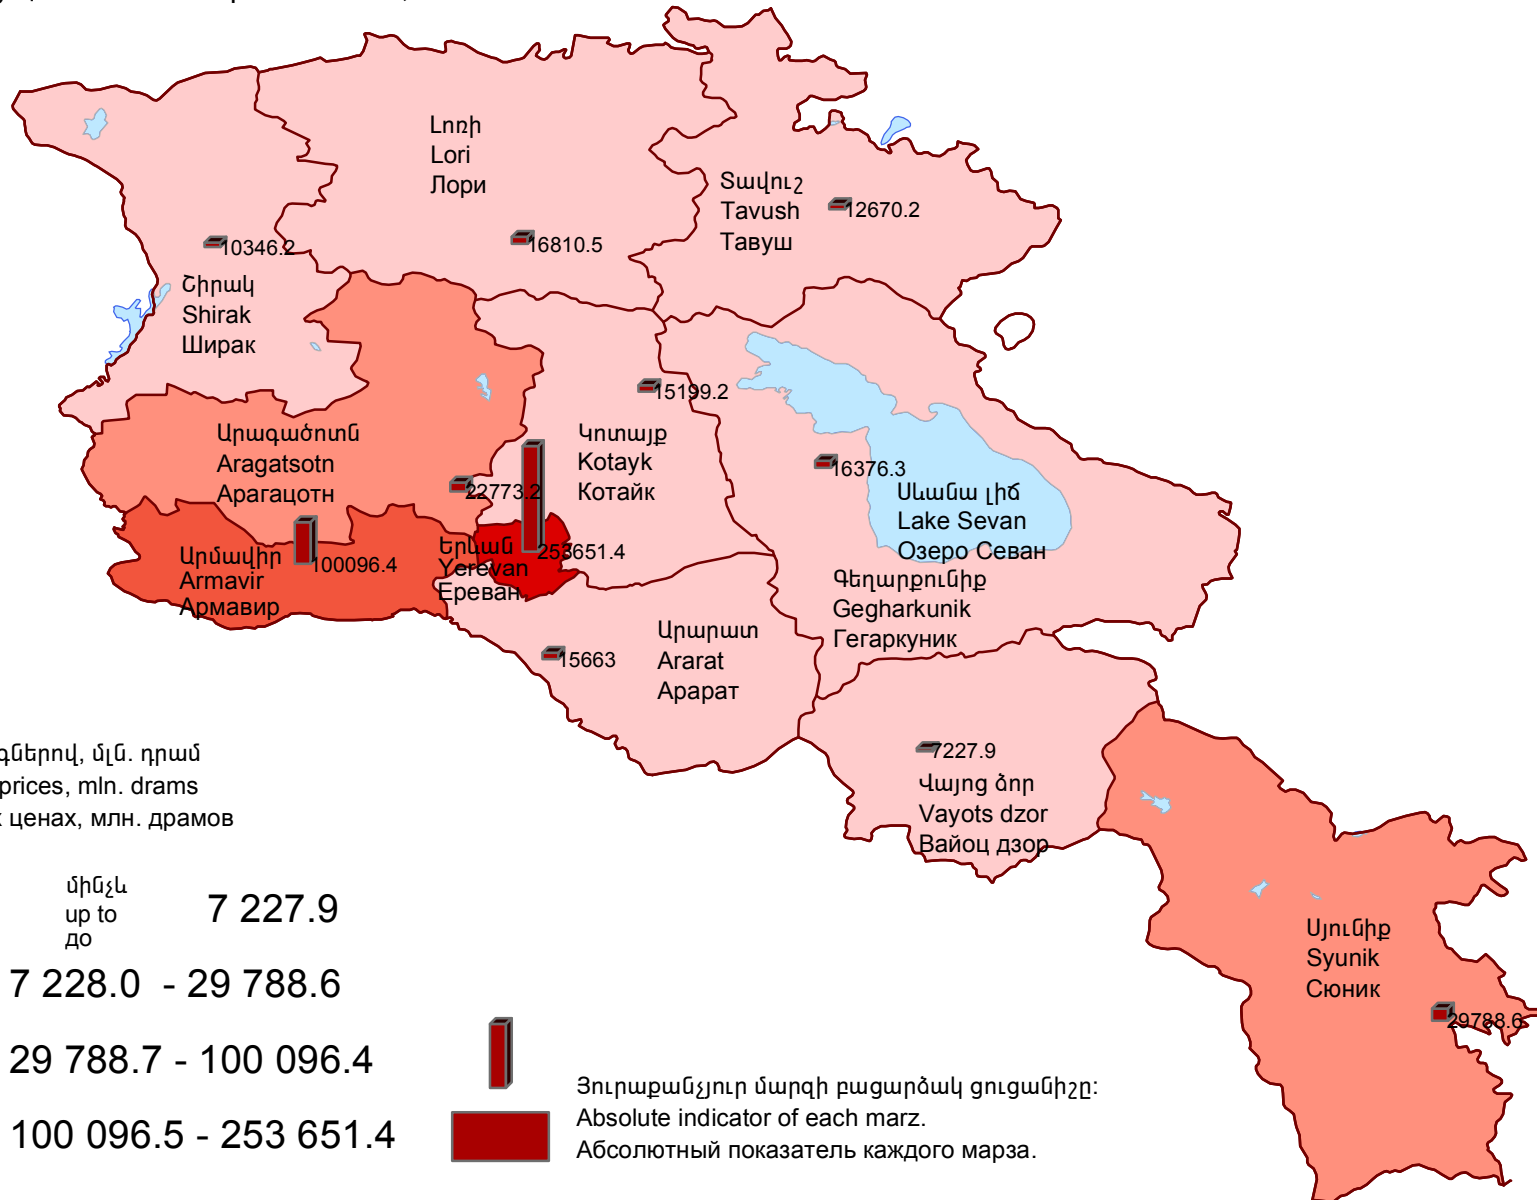 Լոռի
Lori
Лори
16810.5
Տավուշ
Tavush
Тавуш
12670.2
10346.2
Շիրակ
Shirak
Ширак
15199.2
Արագածոտն
Aragatsotn
Арагацотн
22773.2
Կոտայք
Kotayk
Котайк
16376.3
Սևանա լիճ
Lake Sevan
Озеро Севан
Արմավիր
Armavir
Армавир
100096.4
Երևան
Yerevan
Ереван
253651.4
Գեղարքունիք
Gegharkunik
Гегаркуник
Արարատ
Ararat
Арарат
15663
7227.9
Վայոց ձոր
Vayots dzor
Вайоц дзор
Սյունիք
Syunik
Сюник
29788.6
գներով, մլն. դրամ
prices, mln. drams
ценах, млн. драмов
մինչև
up to
до
7 227.9
7 228.0 - 29 788.6
29 788.7 - 100 096.4
100 096.5 - 253 651.4
Յուրաքանչյուր մարզի բացարձակ ցուցանիշը:
Absolute indicator of each marz.
Абсолютный показатель каждого марза.